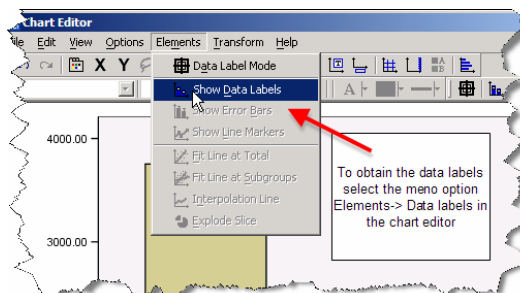 Chart Editor
File Edit View Options Elements Transform Help
X Y
Data Label Mode
Show Data Labels
A
Show Error Bars
Show Line Markers
4000.00
Fit Line at Total
Fit Line at Subgroups
Interpolation Line
Explode Slice
To obtain the data labels
select the meno option
Elements-> Data labels in
the chart editor
3000.00